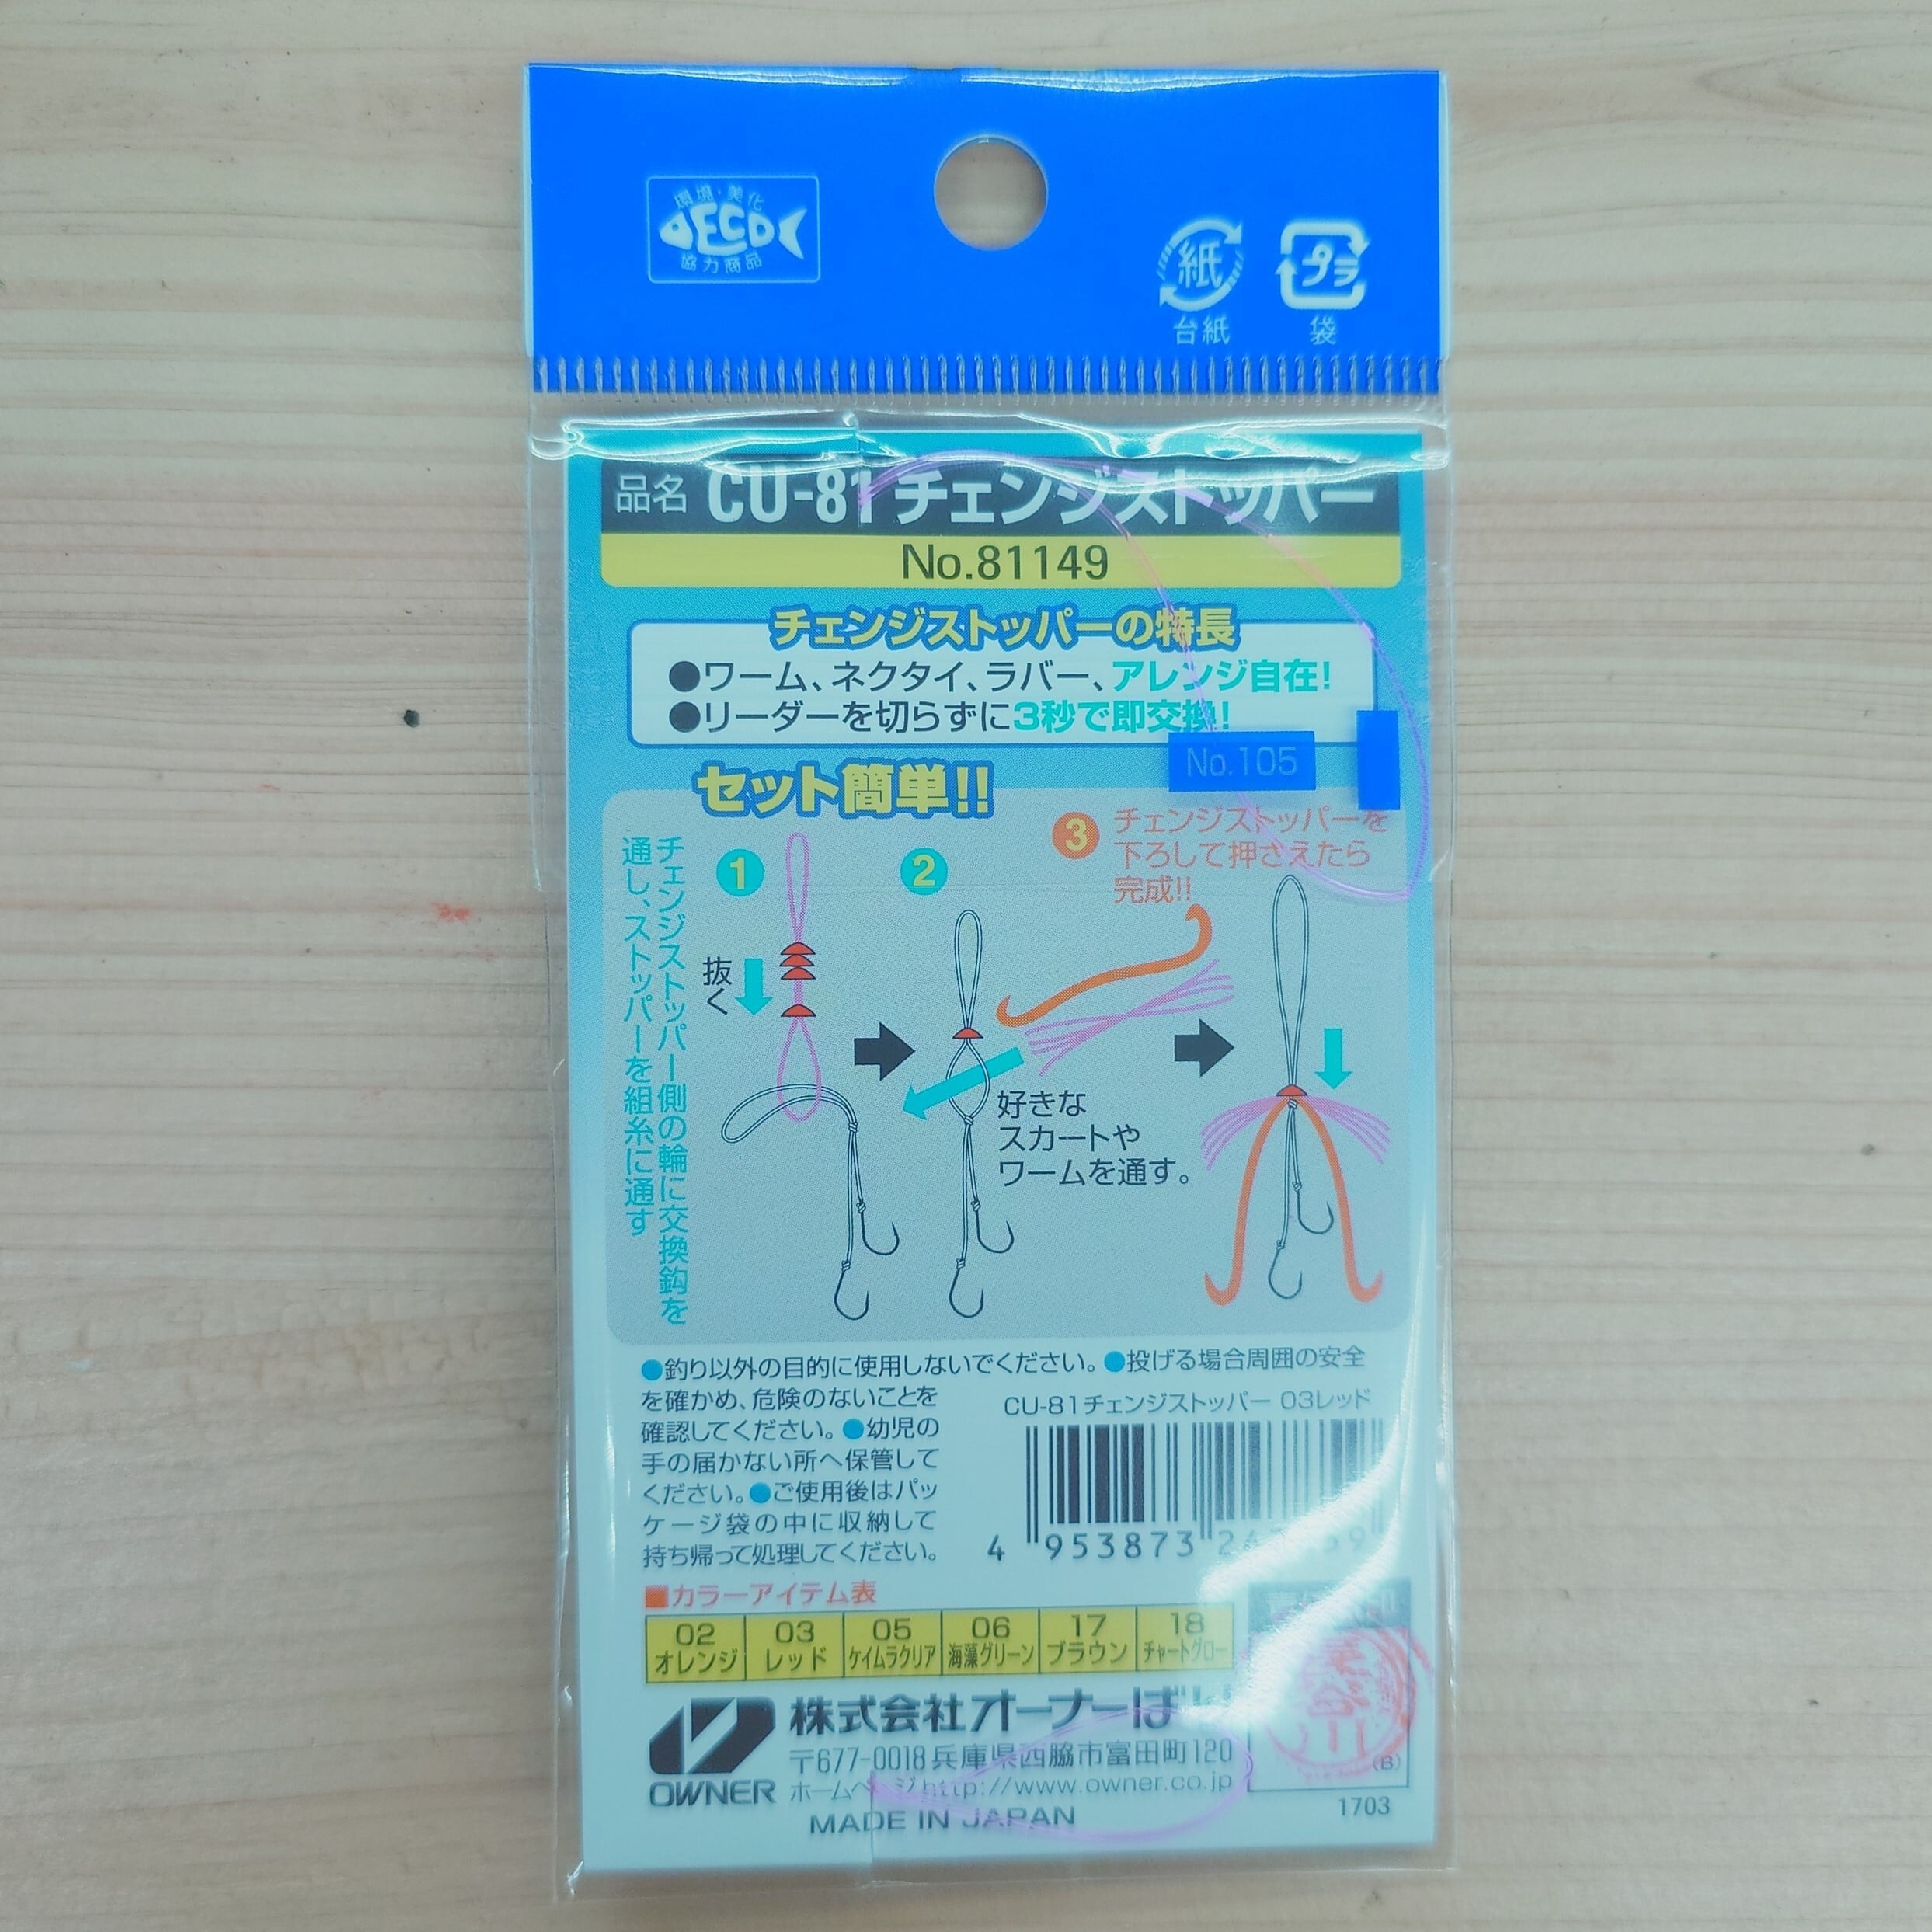 環境・美化
ECO
協力商品
紙
台紙
プラ
袋
品名 CU-81 チェンジストッパー
No.81149
チェンジストッパーの特長
●ワーム、ネクタイ、ラバー、アレンジ自在!
●リーダーを切らずに3秒で即交換!
No.105
セット簡単!!
1
チェンジストッパー側の輪に交換鈎を
通し、ストッパーを組糸に通す
抜く
2
好きな
スカートや
ワームを通す。
3
チェンジストッパーを
下ろして押さえたら
完成!!
●釣り以外の目的に使用しないでください。●投げる場合周囲の安全
を確かめ、危険のないことを
確認してください。●幼児の
手の届かない所へ保管して
ください。●ご使用後はパッ
ケージ袋の中に収納して
持ち帰って処理してください。
CU-81チェンジストッパー 03レッド
4 953873
■カラーアイテム表
02 03 05 06 17 18
オレンジ レッド ケイムラクリア 海藻グリーン ブラウン チャートグロー
株式会社オーナーばり
〒677-0018 兵庫県西脇市富田町120
OWNER
ホームページ http://www.owner.co.jp
MADE IN JAPAN
(B)
1703